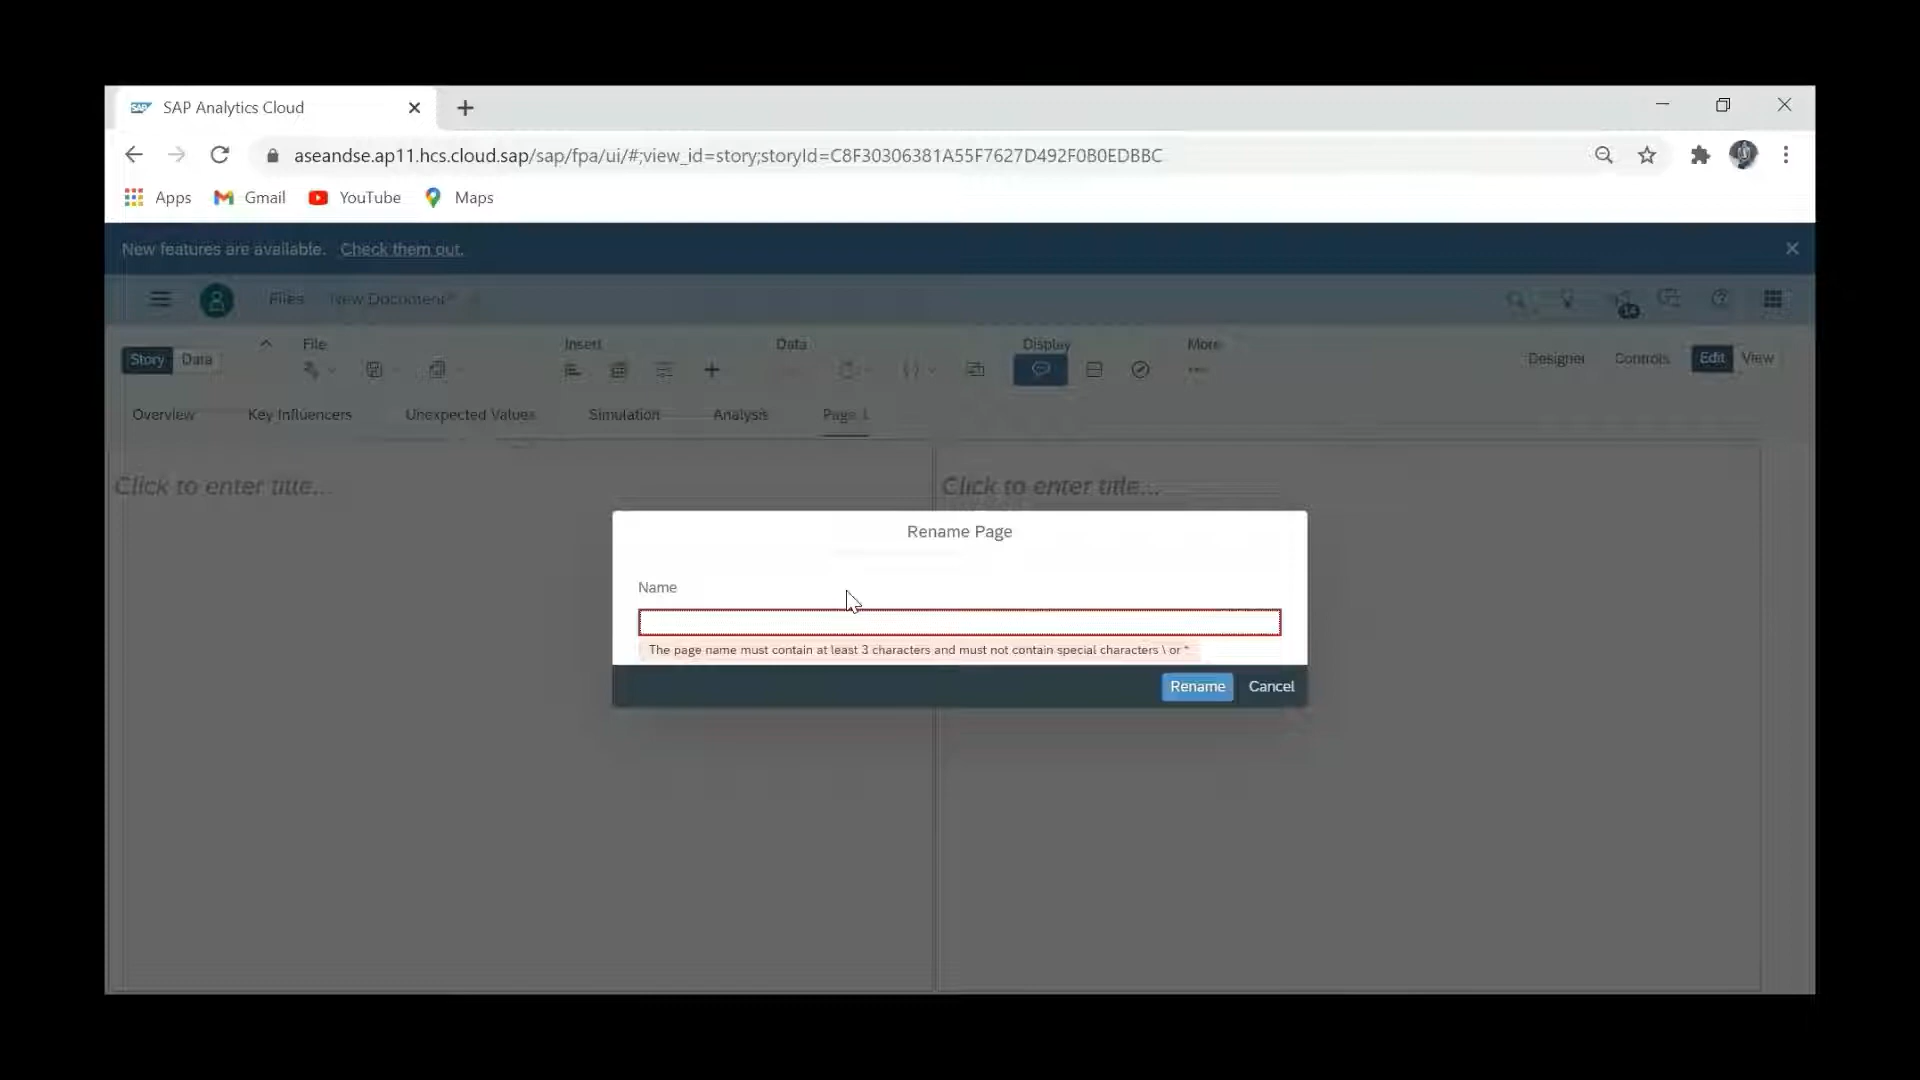 SAP Analytics Cloud
aseandse.ap11.hcs.cloud.sap/sap/fpa/ui/#;view_id=story;storyId=C8F30306381A55F7627D492F0B0EDBBC
Apps Gmail YouTube Maps
New features are available. Check them out.
Files New Document*
14
File Insert Data Display More
Story Data Designer Controls Edit View
Overview Key Influencers Unexpected Values Simulation Analysis Page 1
Click to enter title... Click to enter title...
Rename Page
Name
The page name must contain at least 3 characters and must not contain special characters \ or *
Rename Cancel